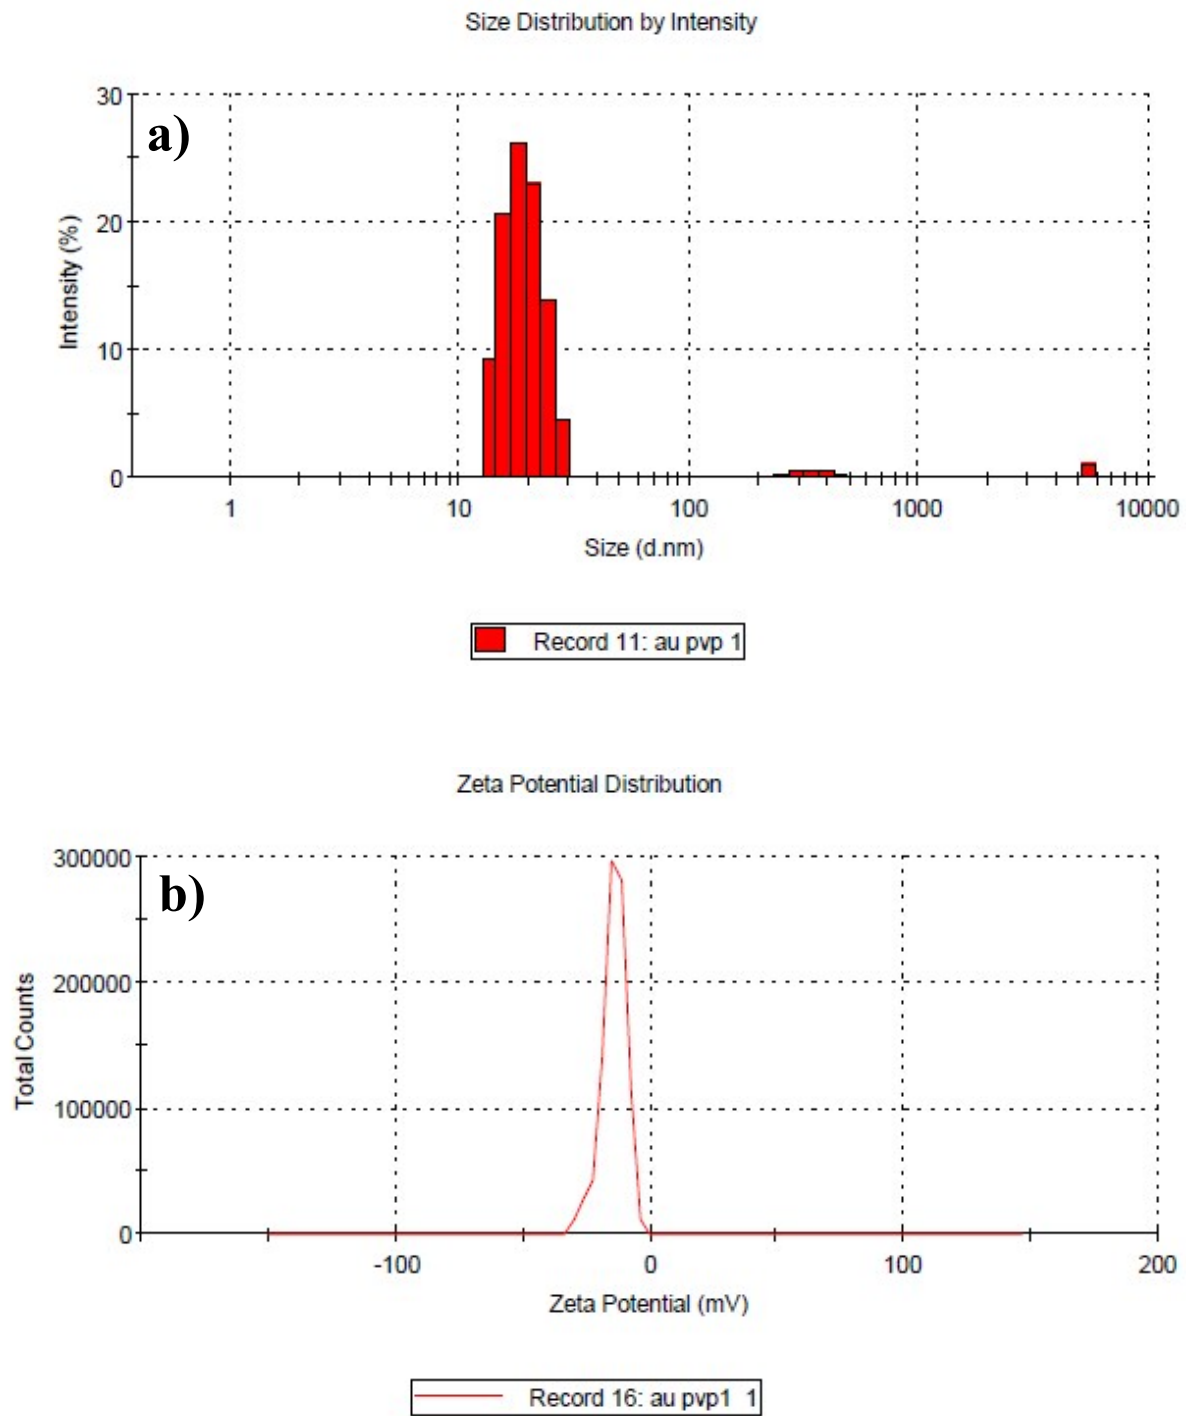 Size Distribution by Intensity
30
a)
20
10
0
Intensity (%)
1 10 100 1000 10000
Size (d.nm)
Record 11: au pvp 1
Zeta Potential Distribution
300000
b)
200000
100000
0
Total Counts
-100 0 100 200
Zeta Potential (mV)
Record 16: au pvp1 1